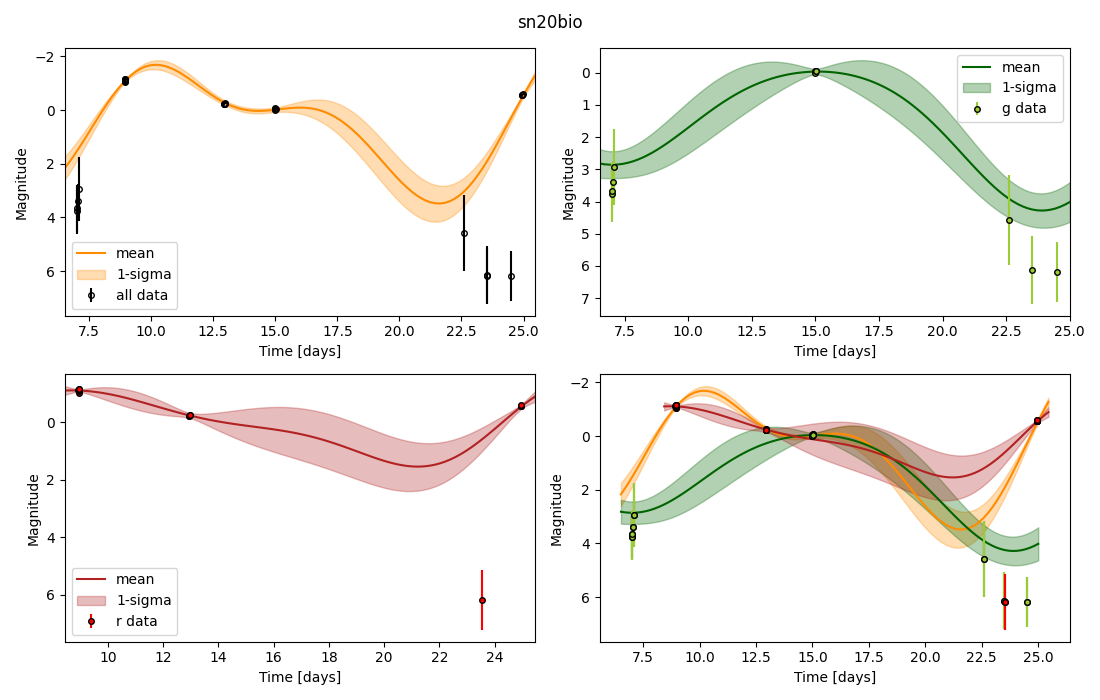 sn20bio
−2
0
2
4
6
Magnitude
7.5 10.0 12.5 15.0 17.5 20.0 22.5 25.0
Time [days]
mean
1-sigma
all data
0
1
2
3
4
5
6
7
Magnitude
7.5 10.0 12.5 15.0 17.5 20.0 22.5 25.0
Time [days]
mean
1-sigma
g data
0
2
4
6
Magnitude
10 12 14 16 18 20 22 24
Time [days]
mean
1-sigma
r data
−2
0
2
4
6
Magnitude
7.5 10.0 12.5 15.0 17.5 20.0 22.5 25.0
Time [days]